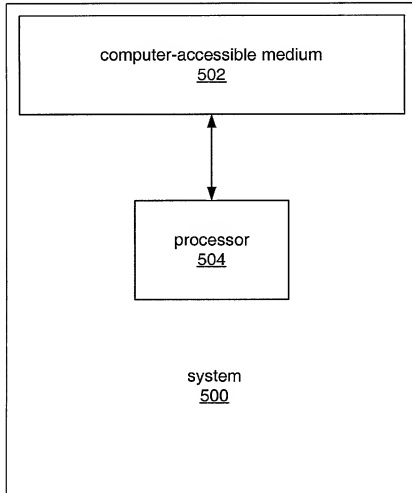 computer-accessible medium
502
processor
504
system
500